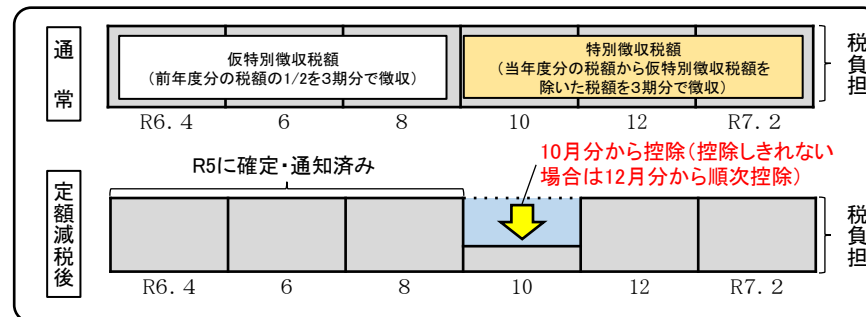 通常
仮特別徴収税額
(前年度分の税額の1/2を3期分で徴収)
特別徴収税額
(当年度分の税額から仮特別徴収税額を
除いた税額を3期分で徴収)
税負担
R6.4 6 8 10 12 R7.2
R5に確定・通知済み
10月分から控除(控除しきれない
場合は12月分から順次控除)
定額減税後
税負担
R6.4 6 8 10 12 R7.2